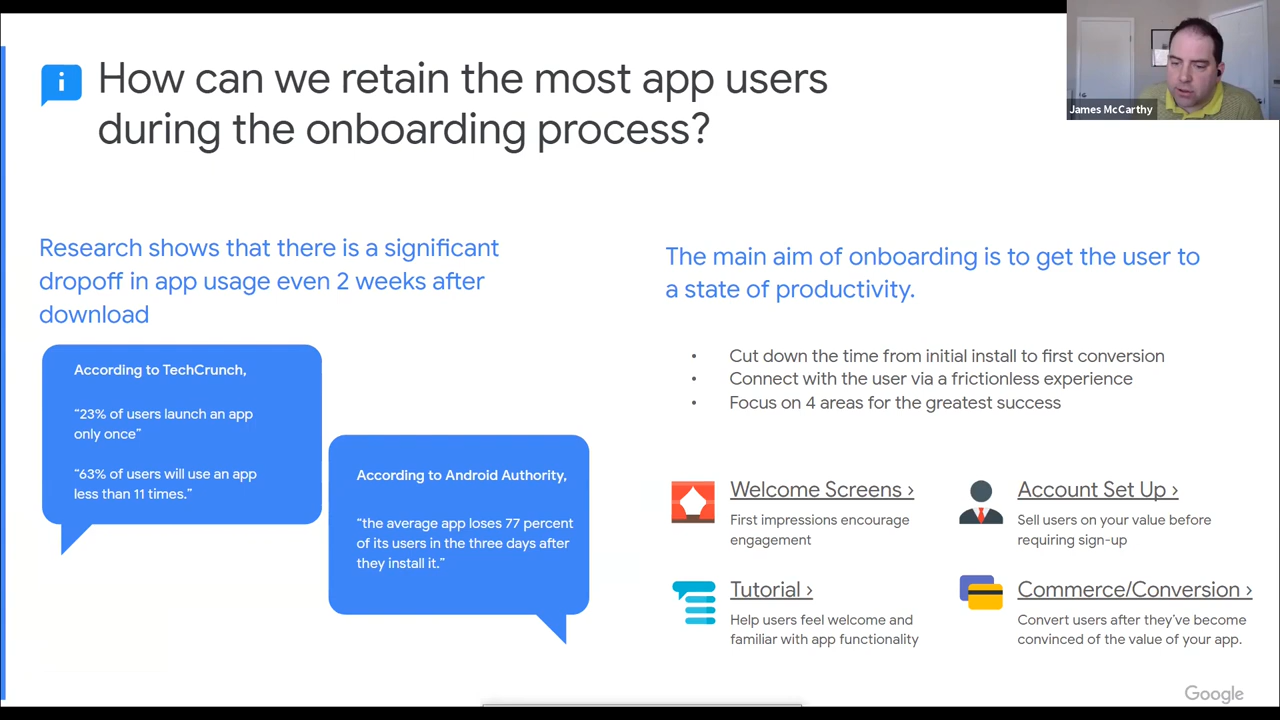 How can we retain the most app users
during the onboarding process?
James McCarthy
Research shows that there is a significant
dropoff in app usage even 2 weeks after
download
According to TechCrunch,
“23% of users launch an app
only once”
“63% of users will use an app
less than 11 times.”
According to Android Authority,
“the average app loses 77 percent
of its users in the three days after
they install it.”
The main aim of onboarding is to get the user to
a state of productivity.
• Cut down the time from initial install to first conversion
• Connect with the user via a frictionless experience
• Focus on 4 areas for the greatest success
Welcome Screens ›
First impressions encourage
engagement
Account Set Up ›
Sell users on your value before
requiring sign-up
Tutorial ›
Help users feel welcome and
familiar with app functionality
Commerce/Conversion ›
Convert users after they’ve become
convinced of the value of your app.
Google